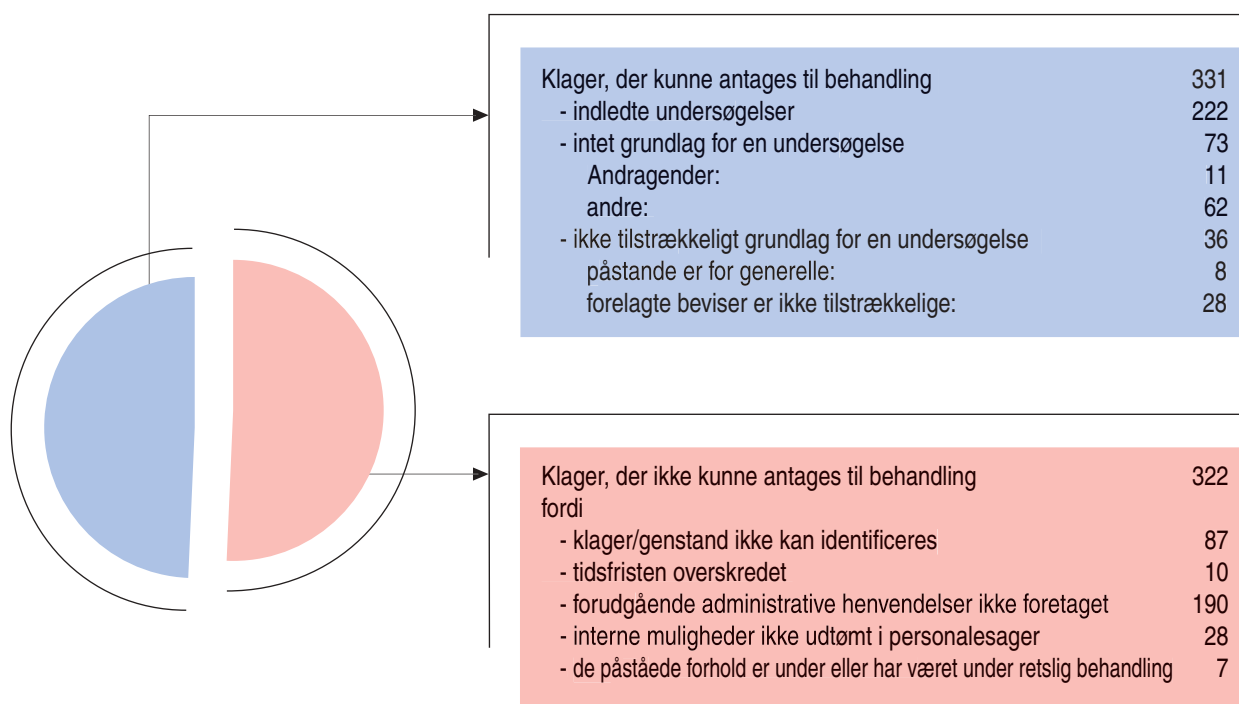 Klager, der kunne antages til behandling 331
- indledte undersøgelser 222
- intet grundlag for en undersøgelse 73
Andragender: 11
andre: 62
- ikke tilstrækkeligt grundlag for en undersøgelse 36
påstande er for generelle: 8
forelagte beviser er ikke tilstrækkelige: 28
Klager, der ikke kunne antages til behandling 322
fordi
- klager/genstand ikke kan identificeres 87
- tidsfristen overskredet 10
- forudgående administrative henvendelser ikke foretaget 190
- interne muligheder ikke udtømt i personalesager 28
- de påståede forhold er under eller har været under retslig behandling 7